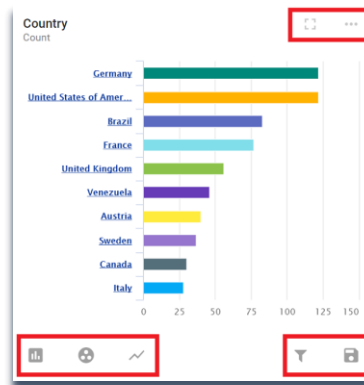 Country
Count
Germany
United States of Amer...
Brazil
France
United Kingdom
Venezuela
Austria
Sweden
Canada
Italy
0 25 50 75 100 125 150